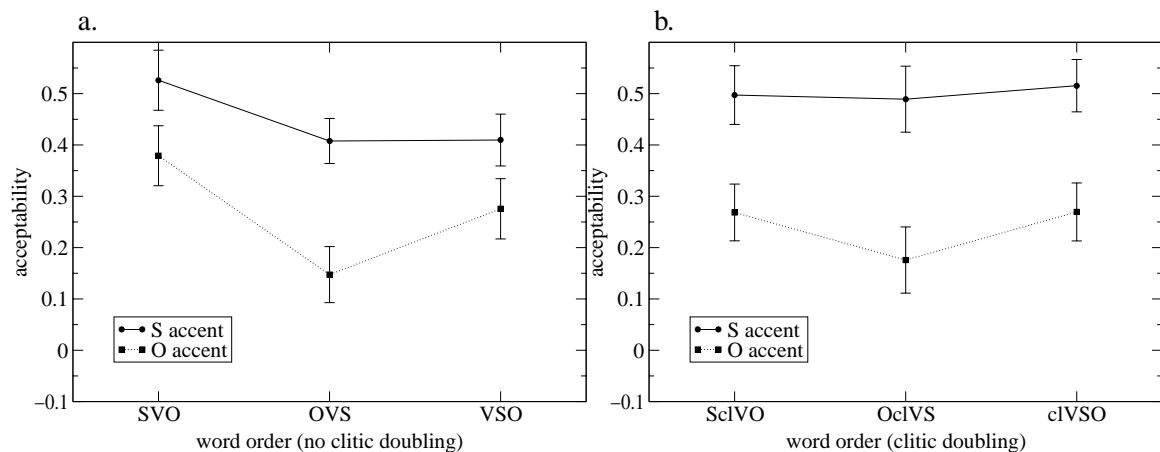 a.
acceptability
0.5
0.4
0.3
0.2
0.1
0
–0.1
S accent
O accent
SVO OVS VSO
word order (no clitic doubling)
b.
acceptability
0.5
0.4
0.3
0.2
0.1
0
–0.1
S accent
O accent
SclVO OclVS clVSO
word order (clitic doubling)